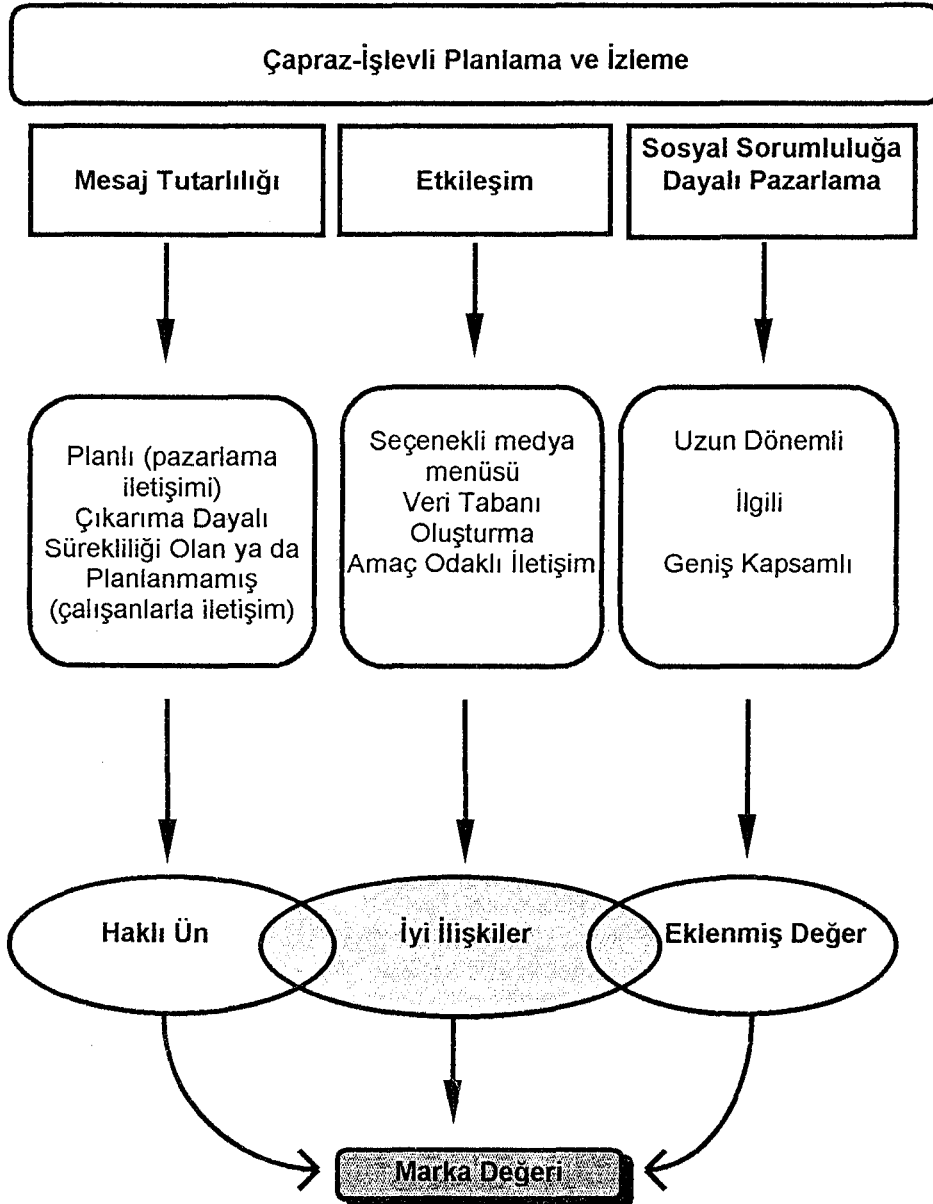 Çapraz-İşlevli Planlama ve İzleme
Mesaj Tutarlılığı
Etkileşim
Sosyal Sorumluluğa
Dayalı Pazarlama
Planlı (pazarlama
iletişimi)
Çıkarıma Dayalı
Sürekliliği Olan ya da
Planlanmamış
(çalışanlarla iletişim)
Seçenekli medya
menüsü
Veri Tabanı
Oluşturma
Amaç Odaklı İletişim
Uzun Dönemli
İlgili
Geniş Kapsamlı
Haklı Ün
İyi İlişkiler
Eklenmiş Değer
Marka Değeri